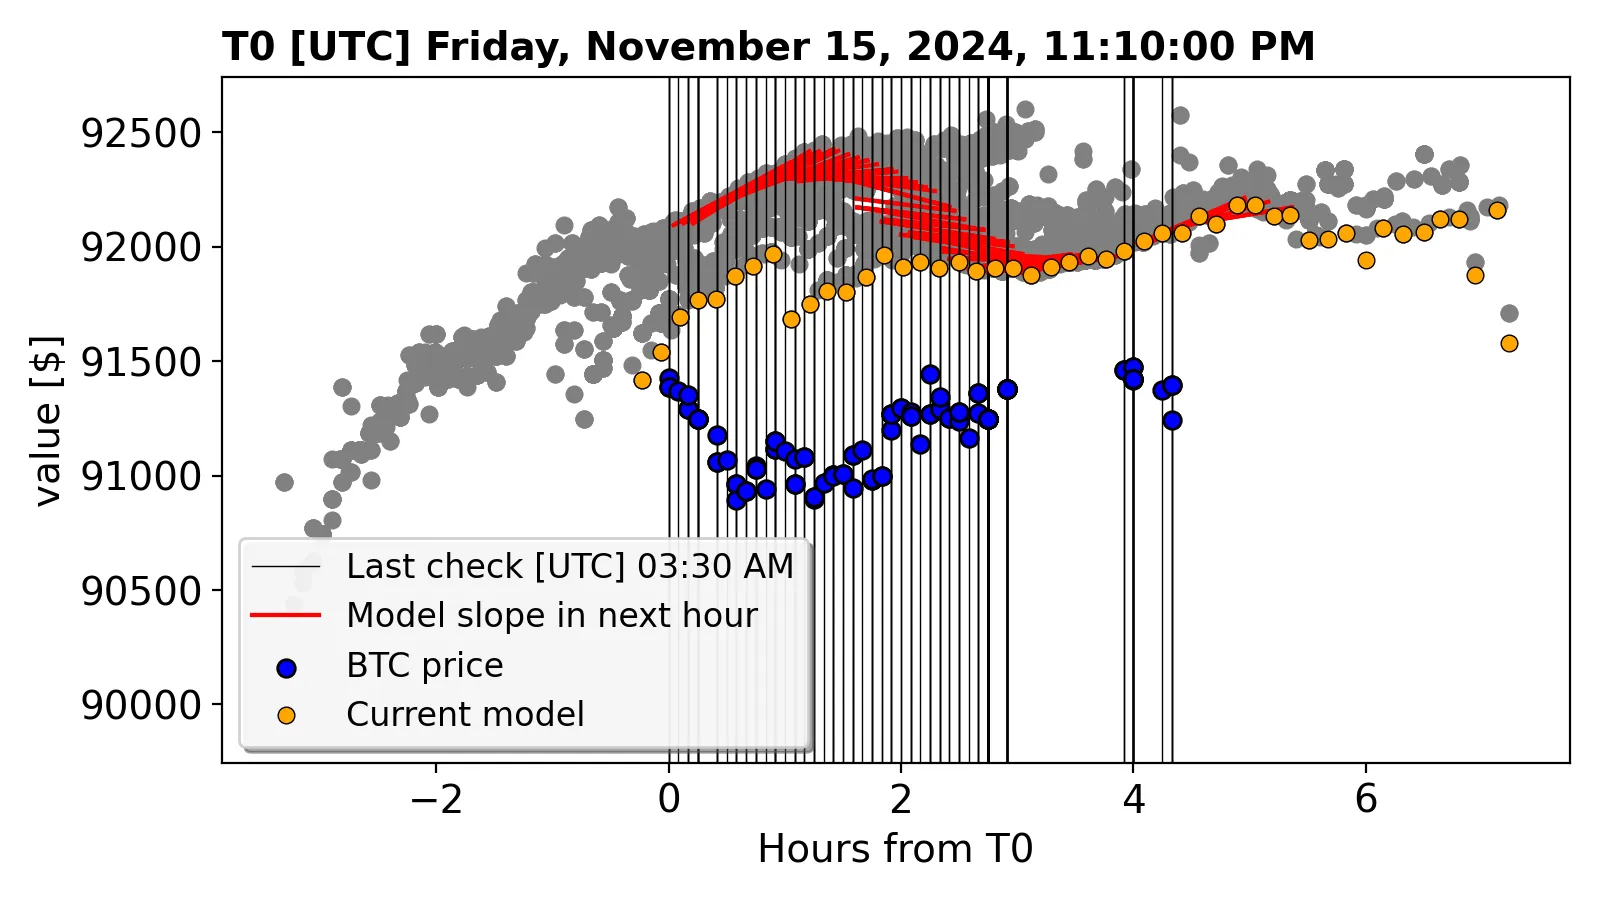 T0 [UTC] Friday, November 15, 2024, 11:10:00 PM
value [$]
92500
92000
91500
91000
90500
90000
Last check [UTC] 03:30 AM
Model slope in next hour
BTC price
Current model
−2
0
2
4
6
Hours from T0